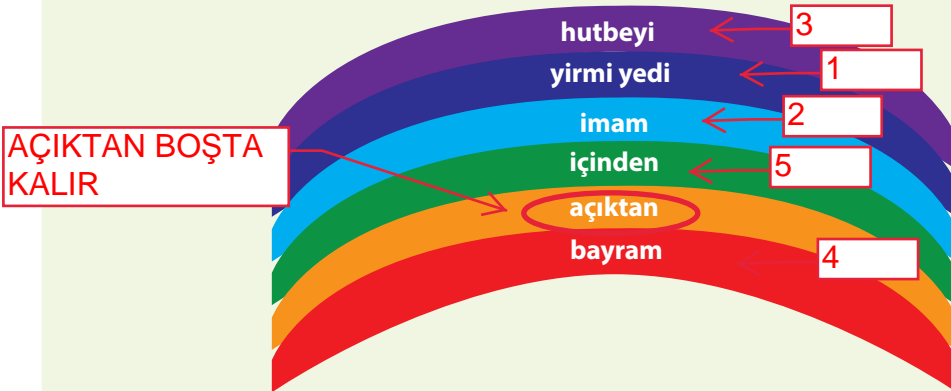 hutbeyi
3
yirmi yedi
1
imam
2
AÇIKTAN BOŞTA
KALIR
içinden
5
açıktan
bayram
4